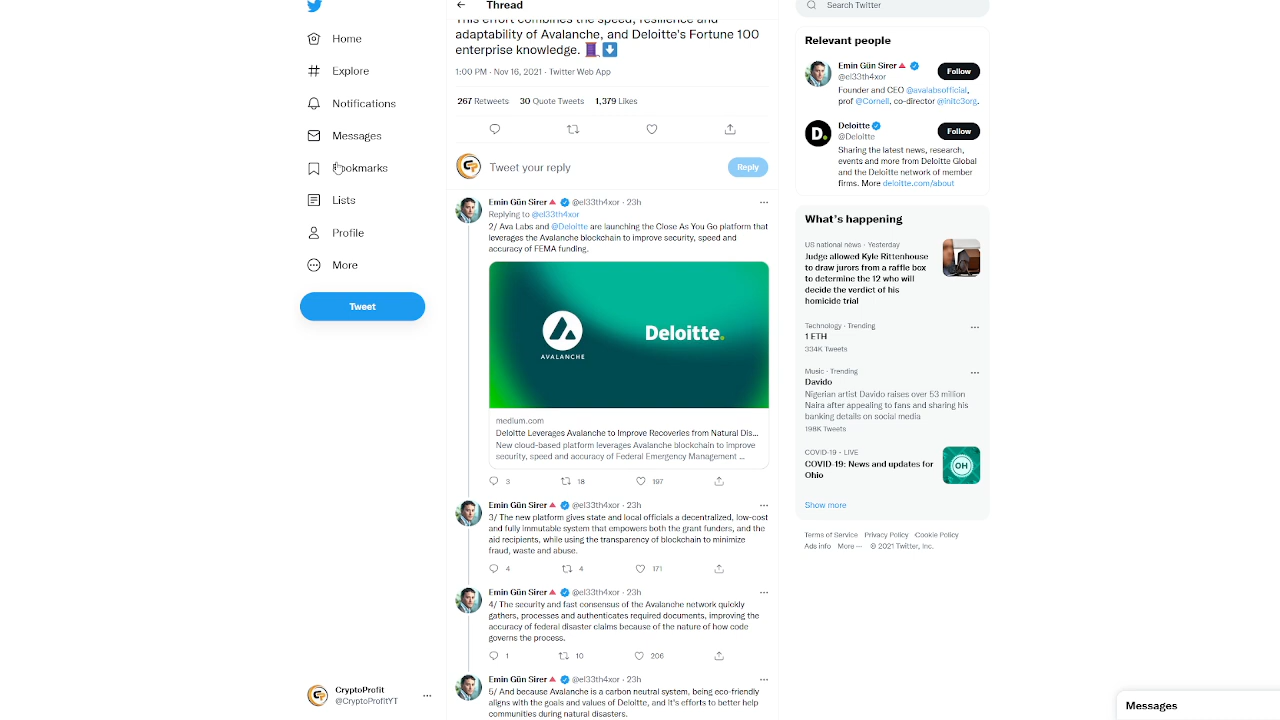 Home
Explore
Notifications
Messages
Bookmarks
Lists
Profile
More
Tweet
CryptoProfit
@CryptoProfitYT
Thread
This effort combines the speed, resilience and
adaptability of Avalanche, and Deloitte's Fortune 100
enterprise knowledge. 🧵⬇️
1:00 PM · Nov 16, 2021 · Twitter Web App
267 Retweets 30 Quote Tweets 1,379 Likes
Tweet your reply
Reply
Emin Gün Sirer🔺 @el33th4xor · 23h
Replying to @el33th4xor
2/ Ava Labs and @Deloitte are launching the Close As You Go platform that
leverages the Avalanche blockchain to improve security, speed and
accuracy of FEMA funding.
AVALANCHE
Deloitte.
medium.com
Deloitte Leverages Avalanche to Improve Recoveries from Natural Dis...
New cloud-based platform leverages Avalanche blockchain to improve
security, speed and accuracy of Federal Emergency Management ...
3 18 197
Emin Gün Sirer🔺 @el33th4xor · 23h
3/ The new platform gives state and local officials a decentralized, low-cost
and fully immutable system that empowers both the grant funders, and the
aid recipients, while using the transparency of blockchain to minimize
fraud, waste and abuse.
4 4 171
Emin Gün Sirer🔺 @el33th4xor · 23h
4/ The security and fast consensus of the Avalanche network quickly
gathers, processes and authenticates required documents, improving the
accuracy of federal disaster claims because of the nature of how code
governs the process.
1 10 206
Emin Gün Sirer🔺 @el33th4xor · 23h
5/ And because Avalanche is a carbon neutral system, being eco-friendly
aligns with the goals and values of Deloitte, and it's efforts to better help
communities during natural disasters.
Search Twitter
Relevant people
Emin Gün Sirer🔺
@el33th4xor
Follow
Founder and CEO @avalabsofficial,
prof @Cornell, co-director @initc3org.
Deloitte
@Deloitte
Follow
D.
Sharing the latest news, research,
events and more from Deloitte Global
and the Deloitte network of member
firms. More deloitte.com/about
What's happening
US national news · Yesterday
Judge allowed Kyle Rittenhouse
to draw jurors from a raffle box
to determine the 12 who will
decide the verdict of his
homicide trial
Technology · Trending
1 ETH
334K Tweets
Music · Trending
Davido
Nigerian artist Davido raises over 53 million
Naira after appealing to fans and sharing his
banking details on social media
198K Tweets
COVID-19 · LIVE
COVID-19: News and updates for
Ohio
OH
Show more
Terms of Service Privacy Policy Cookie Policy
Ads info More ··· © 2021 Twitter, Inc.
Messages